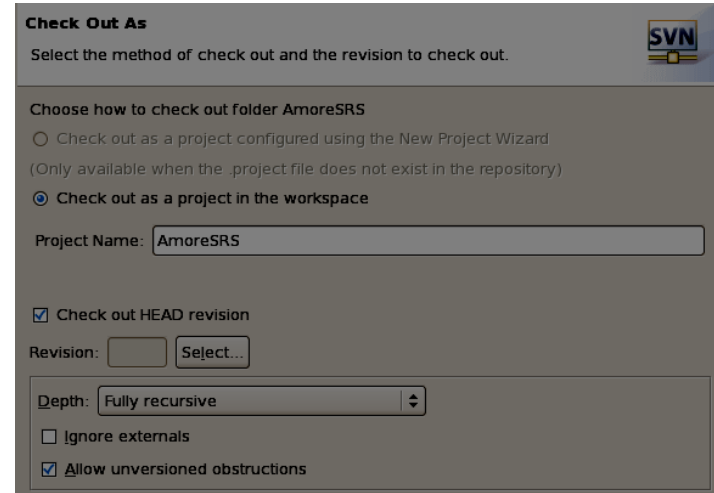 Check Out As
Select the method of check out and the revision to check out.
SVN
Choose how to check out folder AmoreSRS
Check out as a project configured using the New Project Wizard
(Only available when the .project file does not exist in the repository)
Check out as a project in the workspace
Project Name: AmoreSRS
Check out HEAD revision
Revision: Select...
Depth: Fully recursive
Ignore externals
Allow unversioned obstructions